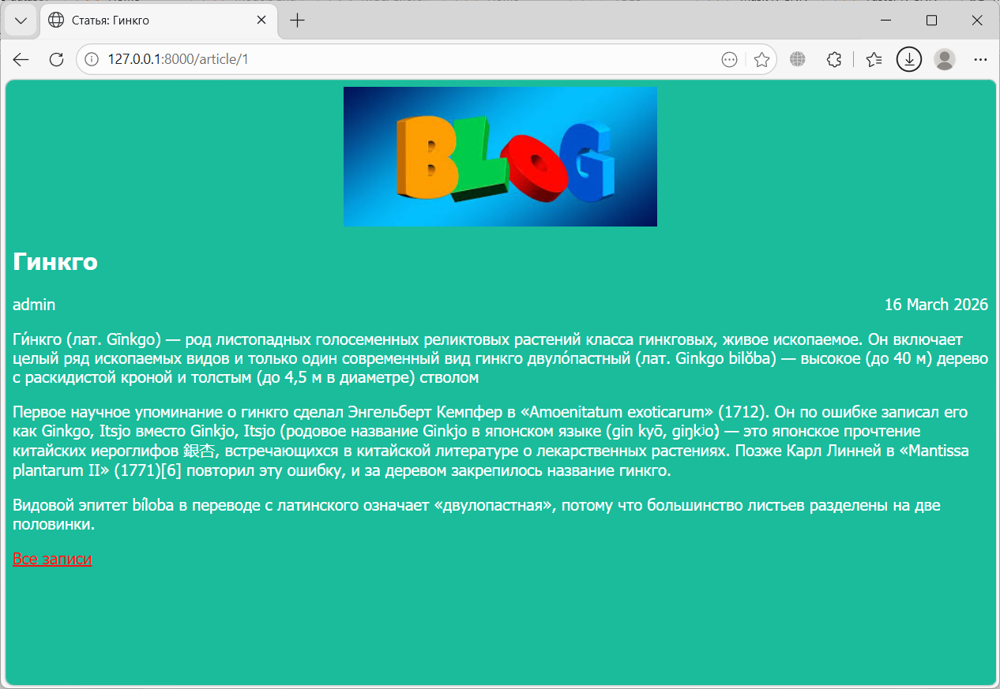 Статья: Гинкго
127.0.0.1:8000/article/1
BLOG
Гинкго
admin
16 March 2026
Ги́нкго (лат. Gīnkgo) — род листопадных голосеменных реликтовых растений класса гинкговых, живое ископаемое. Он включает
целый ряд ископаемых видов и только один современный вид гинкго двуло́пастный (лат. Ginkgo bilŏba) — высокое (до 40 м) дерево
с раскидистой кроной и толстым (до 4,5 м в диаметре) стволом
Первое научное упоминание о гинкго сделал Энгельберт Кемпфер в «Amoenitatum exoticarum» (1712). Он по ошибке записал его
как Ginkgo, Itsjo вместо Ginkjo, Itsjo (родовое название Ginkjo в японском языке (gin kyō, giŋkʲoː) — это японское прочтение
китайских иероглифов 銀杏, встречающихся в китайской литературе о лекарственных растениях. Позже Карл Линней в «Mantissa
plantarum II» (1771)[6] повторил эту ошибку, и за деревом закрепилось название гинкго.
Видовой эпитет bíloba в переводе с латинского означает «двулопастная», потому что большинство листьев разделены на две
половинки.
Все записи